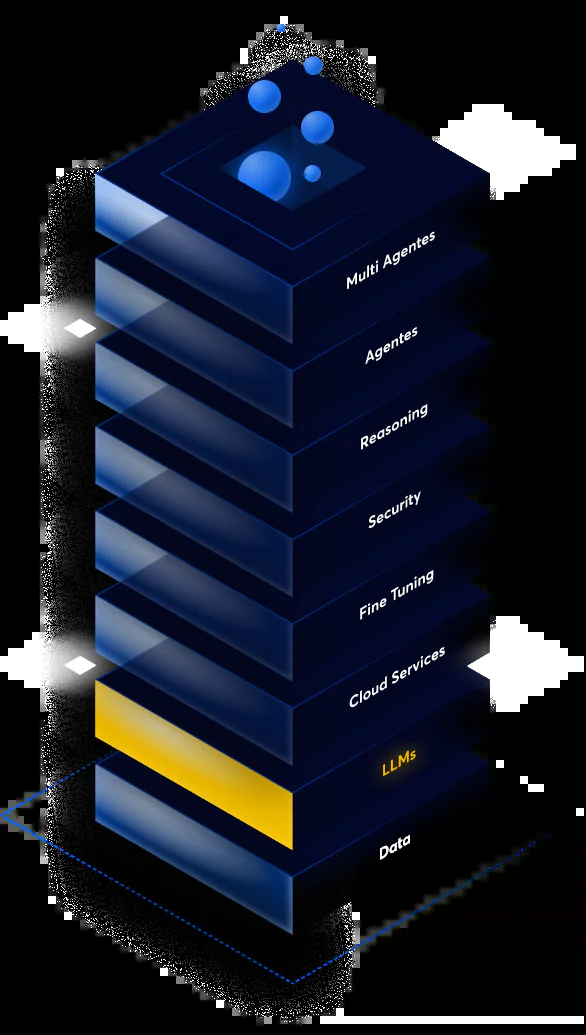 Multi Agentes
Agentes
Reasoning
Security
Fine Tuning
Cloud Services
LLMs
Data